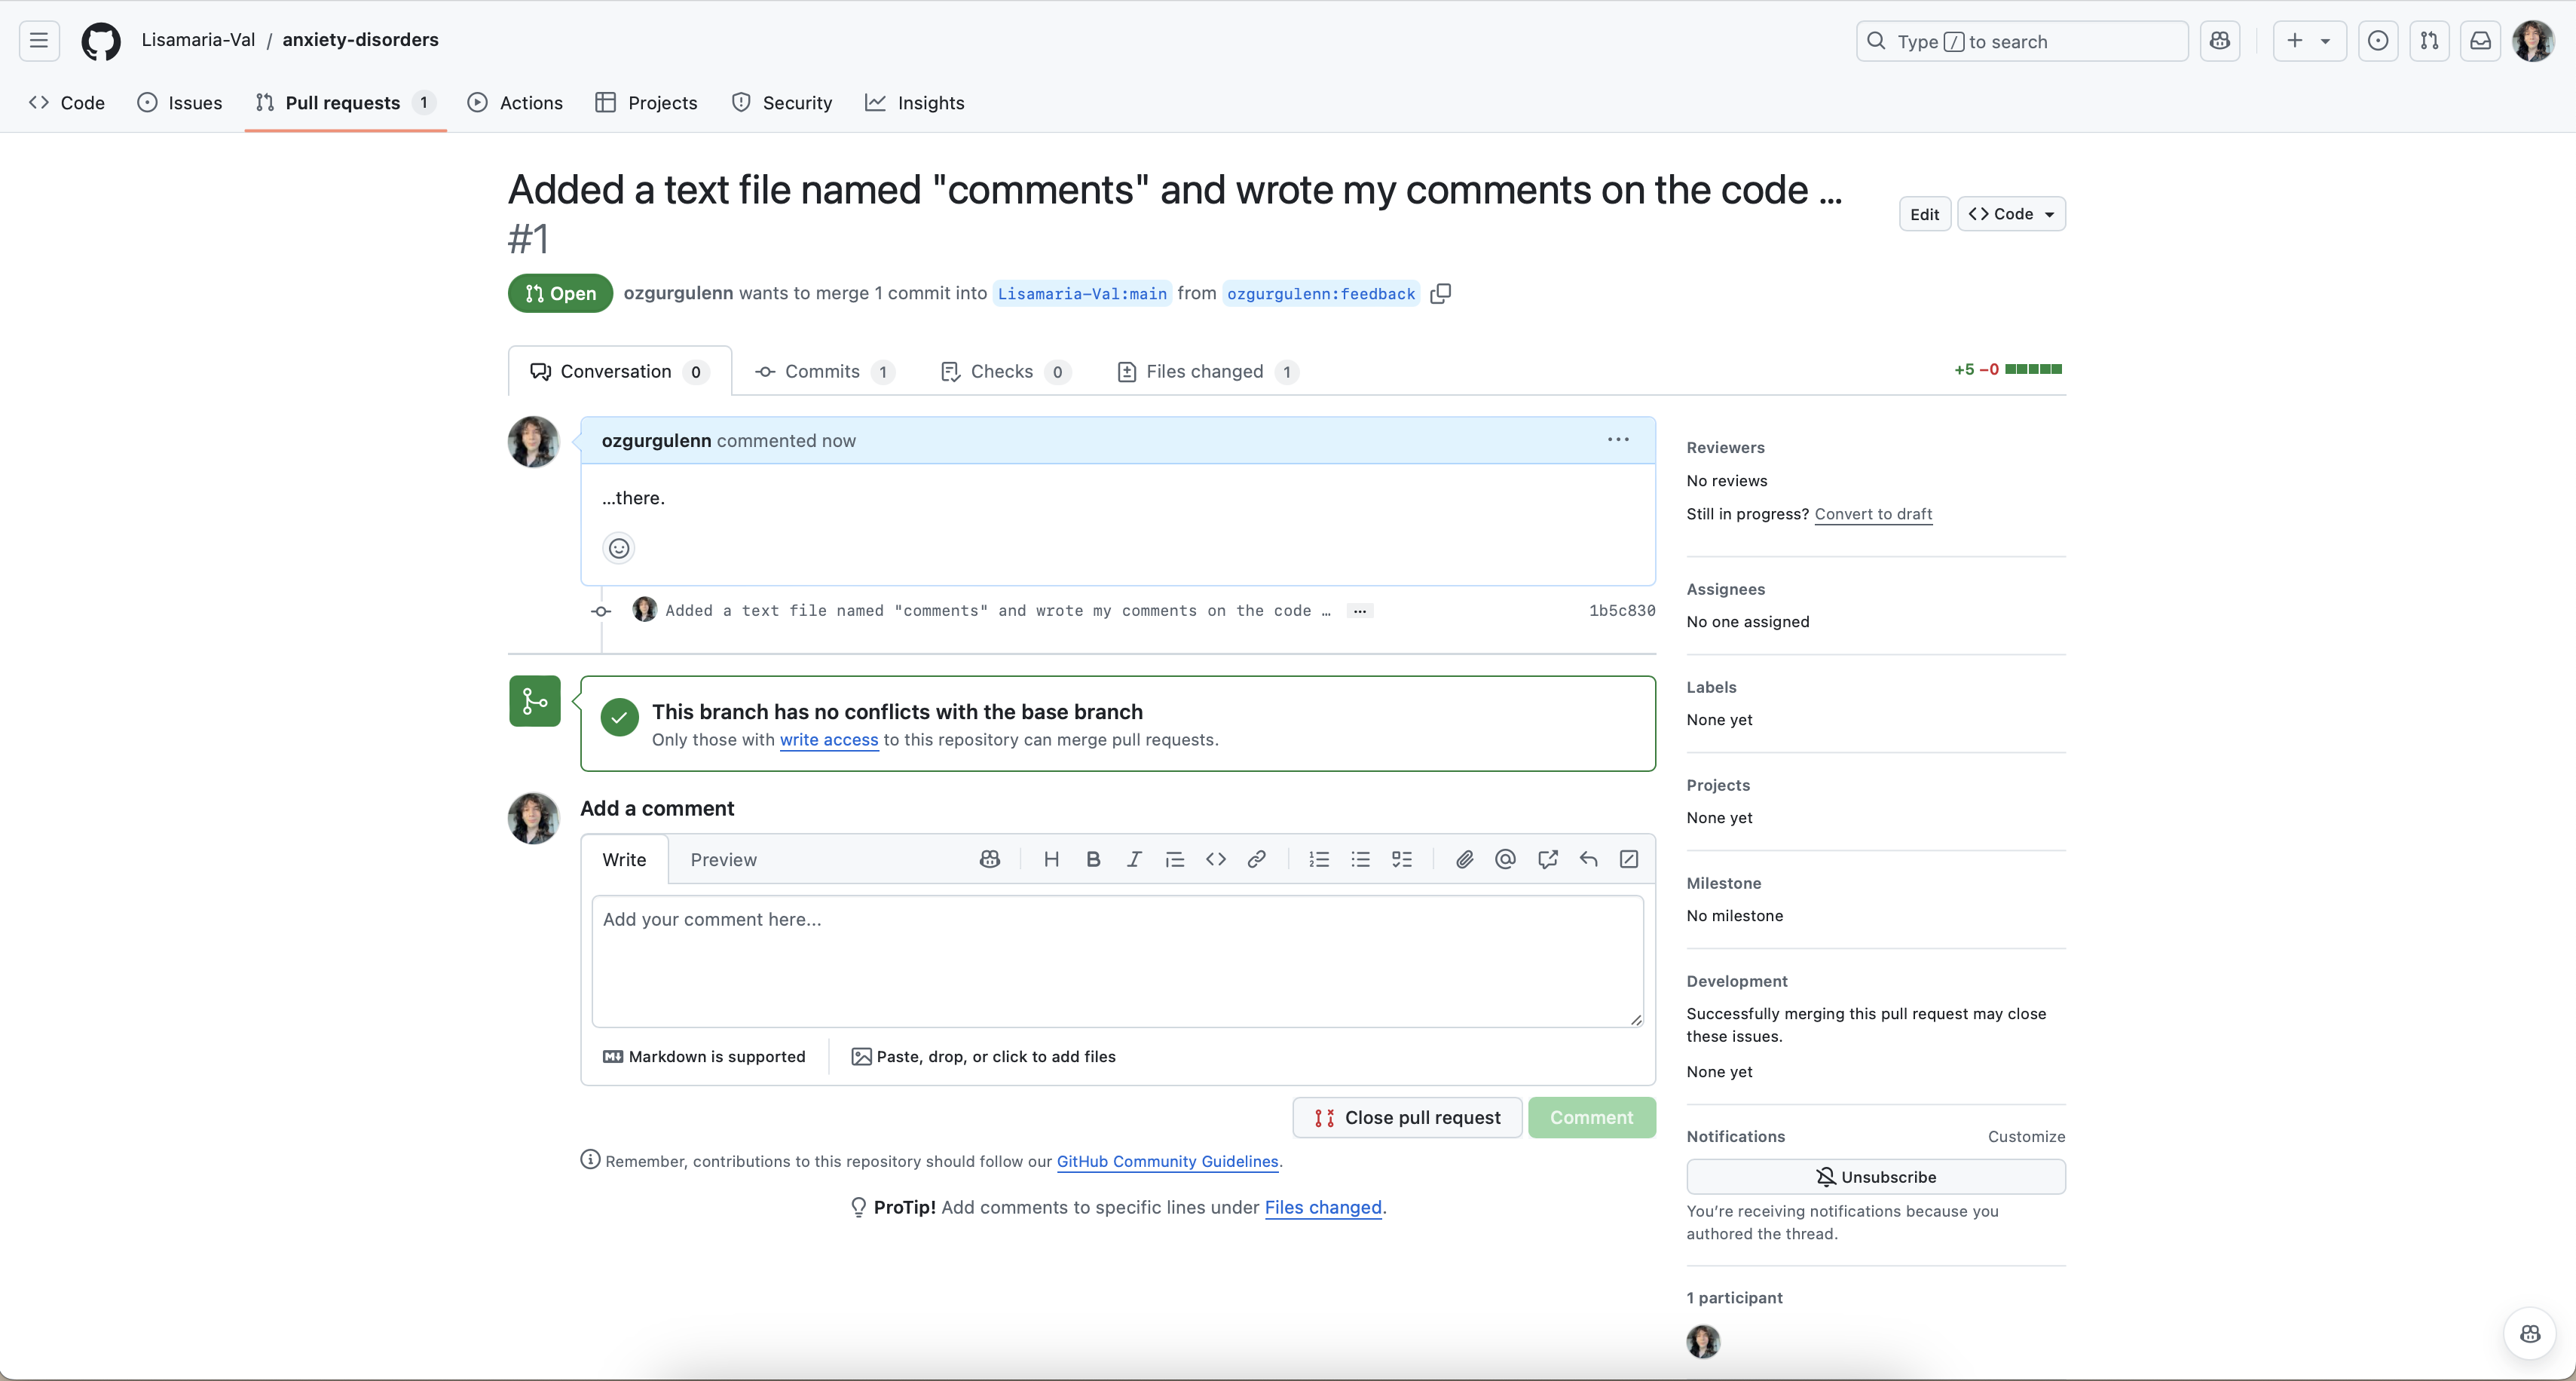 Lisamaria-Val / anxiety-disorders
Type / to search
Code
Issues
Pull requests 1
Actions
Projects
Security
Insights
Added a text file named "comments" and wrote my comments on the code ...
#1
Edit
Code
Open
ozgurgulenn wants to merge 1 commit into Lisamaria-Val:main from ozgurgulenn:feedback
Conversation 0
Commits 1
Checks 0
Files changed 1
+5 −0
ozgurgulenn commented now
...there.
Added a text file named "comments" and wrote my comments on the code …
1b5c830
This branch has no conflicts with the base branch
Only those with write access to this repository can merge pull requests.
Add a comment
Write
Preview
Add your comment here...
Markdown is supported
Paste, drop, or click to add files
Close pull request
Comment
Remember, contributions to this repository should follow our GitHub Community Guidelines.
ProTip! Add comments to specific lines under Files changed.
Reviewers
No reviews
Still in progress? Convert to draft
Assignees
No one assigned
Labels
None yet
Projects
None yet
Milestone
No milestone
Development
Successfully merging this pull request may close
these issues.
None yet
Notifications
Customize
Unsubscribe
You're receiving notifications because you
authored the thread.
1 participant